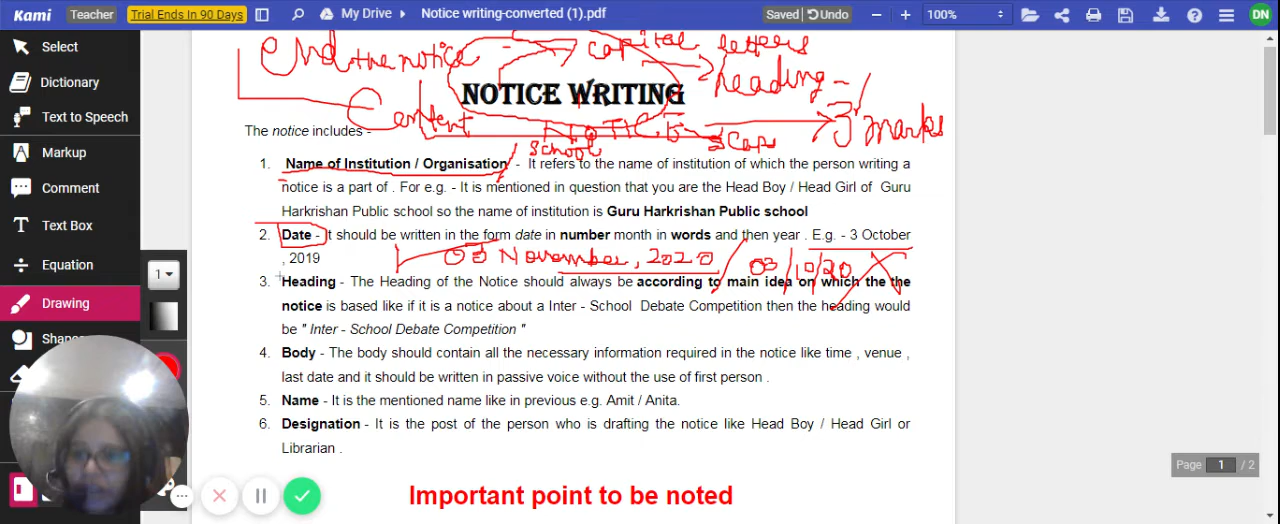 Kami Teacher Trial Ends In 90 Days My Drive Notice writing-converted (1).pdf Saved Undo 100% DN
Select
Dictionary
Text to Speech
Markup
Comment
Text Box
Equation
1
Drawing
Shapes
End the notice capital letters
heading -
NOTICE WRITING
Content 3 marks
NOTICE caps
The notice includes -
school
1. Name of Institution / Organisation - It refers to the name of institution of which the person writing a
notice is a part of . For e.g. - It is mentioned in question that you are the Head Boy / Head Girl of Guru
Harkrishan Public school so the name of institution is Guru Harkrishan Public school
2. Date - It should be written in the form date in number month in words and then year . E.g. - 3 October
, 2019
03 November, 2020 / 03/10/20
3. Heading - The Heading of the Notice should always be according to main idea on which the the
notice is based like if it is a notice about a Inter - School Debate Competition then the heading would
be " Inter - School Debate Competition "
4. Body - The body should contain all the necessary information required in the notice like time , venue ,
last date and it should be written in passive voice without the use of first person .
5. Name - It is the mentioned name like in previous e.g. Amit / Anita.
6. Designation - It is the post of the person who is drafting the notice like Head Boy / Head Girl or
Librarian .
Page 1 / 2
Important point to be noted